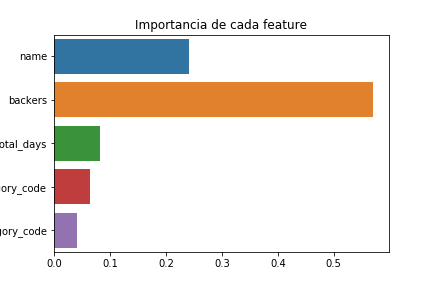 Importancia de cada feature
name
backers
otal_days
ory_code
gory_code
0.0 0.1 0.2 0.3 0.4 0.5